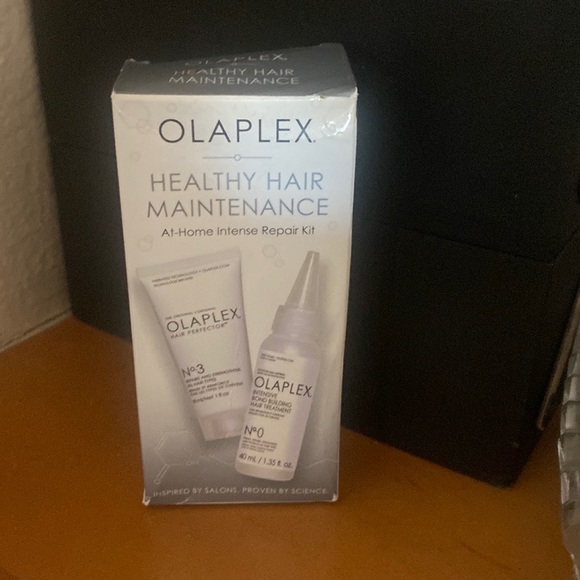 OLAPLEX
HEALTHY HAIR
MAINTENANCE
OLAPLEX
HEALTHY HAIR
MAINTENANCE
At-Home Intense Repair Kit
OLAPLEX
HAIR PERFECTOR
Nº3
OLAPLEX
INTENSIVE
BOND BUILDING
HAIR TREATMENT
Nº0
40 mL / 1.35 fl. oz.
INSPIRED BY SALONS. PROVEN BY SCIENCE.